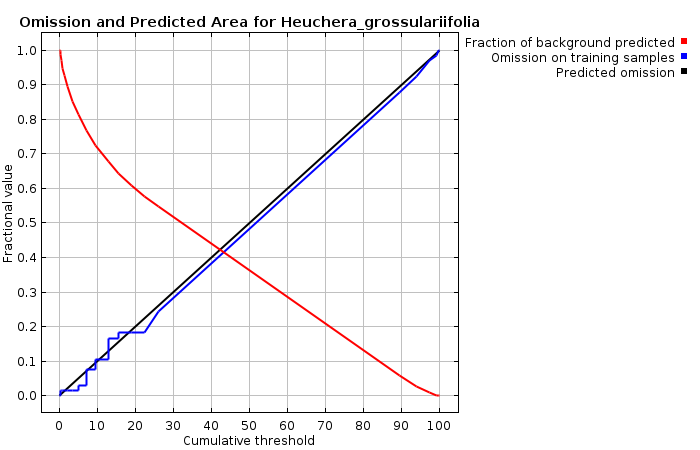 Omission and Predicted Area for Heuchera_grossulariifolia
Fraction of background predicted
Omission on training samples
Predicted omission
Fractional value
1.0
0.9
0.8
0.7
0.6
0.5
0.4
0.3
0.2
0.1
0.0
0 10 20 30 40 50 60 70 80 90 100
Cumulative threshold